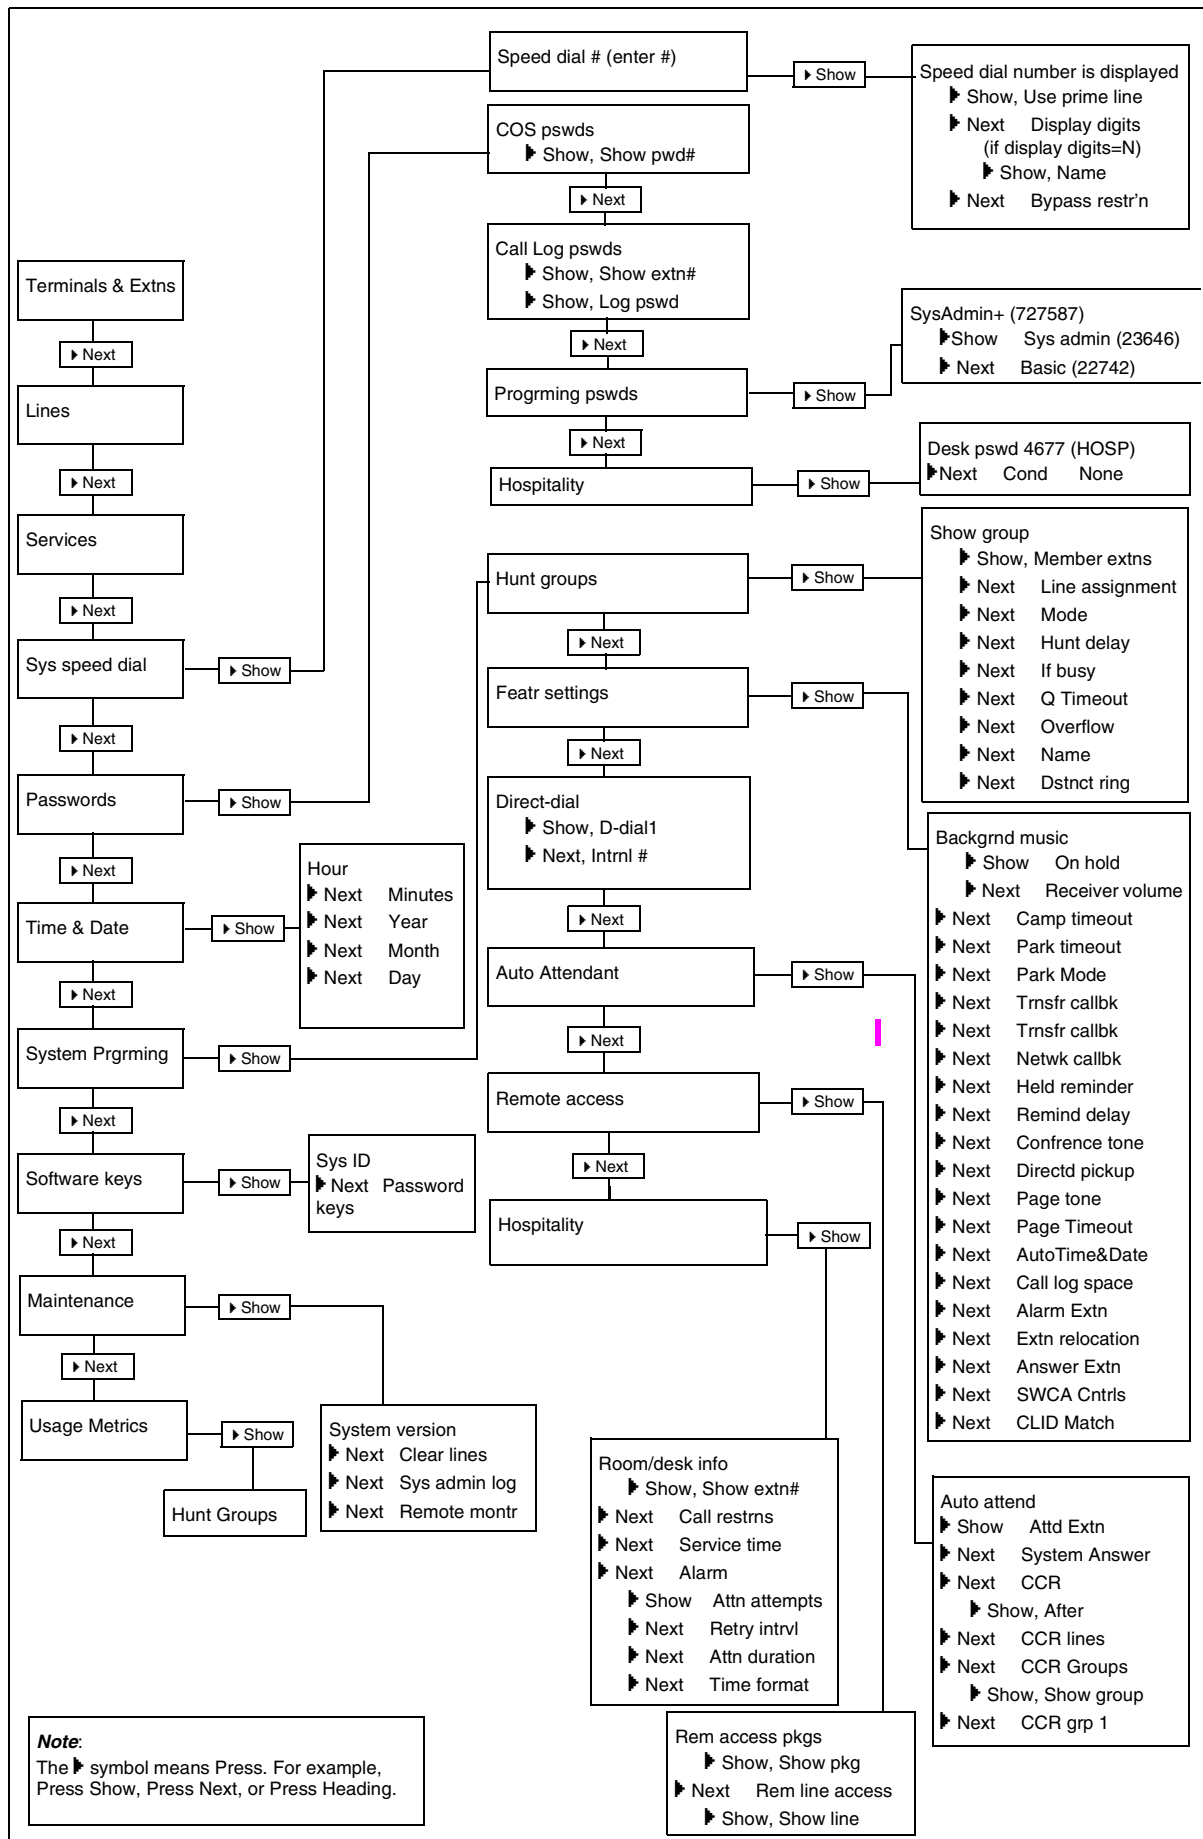 Terminals & Extns
Next
Lines
Next
Services
Next
Sys speed dial
Show
Next
Passwords
Show
Next
Time & Date
Show
Next
System Prgrming
Show
Next
Software keys
Show
Next
Maintenance
Show
Next
Usage Metrics
Show
Hunt Groups
Hour
Next Minutes
Next Year
Next Month
Next Day
Sys ID
Next Password
keys
System version
Next Clear lines
Next Sys admin log
Next Remote montr
Speed dial # (enter #)
Show
COS pswds
Show, Show pwd#
Next
Call Log pswds
Show, Show extn#
Show, Log pswd
Next
Progrming pswds
Show
Next
Hospitality
Show
Hunt groups
Show
Next
Featr settings
Show
Next
Direct-dial
Show, D-dial1
Next, Intrnl #
Next
Auto Attendant
Show
Next
Remote access
Show
Next
Hospitality
Show
Speed dial number is displayed
Show, Use prime line
Next Display digits
(if display digits=N)
Show, Name
Next Bypass restr'n
SysAdmin+ (727587)
Show Sys admin (23646)
Next Basic (22742)
Desk pswd 4677 (HOSP)
Next Cond None
Show group
Show, Member extns
Next Line assignment
Next Mode
Next Hunt delay
Next If busy
Next Q Timeout
Next Overflow
Next Name
Next Dstnct ring
Backgrnd music
Show On hold
Next Receiver volume
Next Camp timeout
Next Park timeout
Next Park Mode
Next Trnsfr callbk
Next Trnsfr callbk
Next Netwk callbk
Next Held reminder
Next Remind delay
Next Confrence tone
Next Directd pickup
Next Page tone
Next Page Timeout
Next AutoTime&Date
Next Call log space
Next Alarm Extn
Next Extn relocation
Next Answer Extn
Next SWCA Cntrls
Next CLID Match
Room/desk info
Show, Show extn#
Next Call restrns
Next Service time
Next Alarm
Show Attn attempts
Next Retry intrvl
Next Attn duration
Next Time format
Auto attend
Show Attd Extn
Next System Answer
Next CCR
Show, After
Next CCR lines
Next CCR Groups
Show, Show group
Next CCR grp 1
Rem access pkgs
Show, Show pkg
Next Rem line access
Show, Show line
Note:
The symbol means Press. For example,
Press Show, Press Next, or Press Heading.